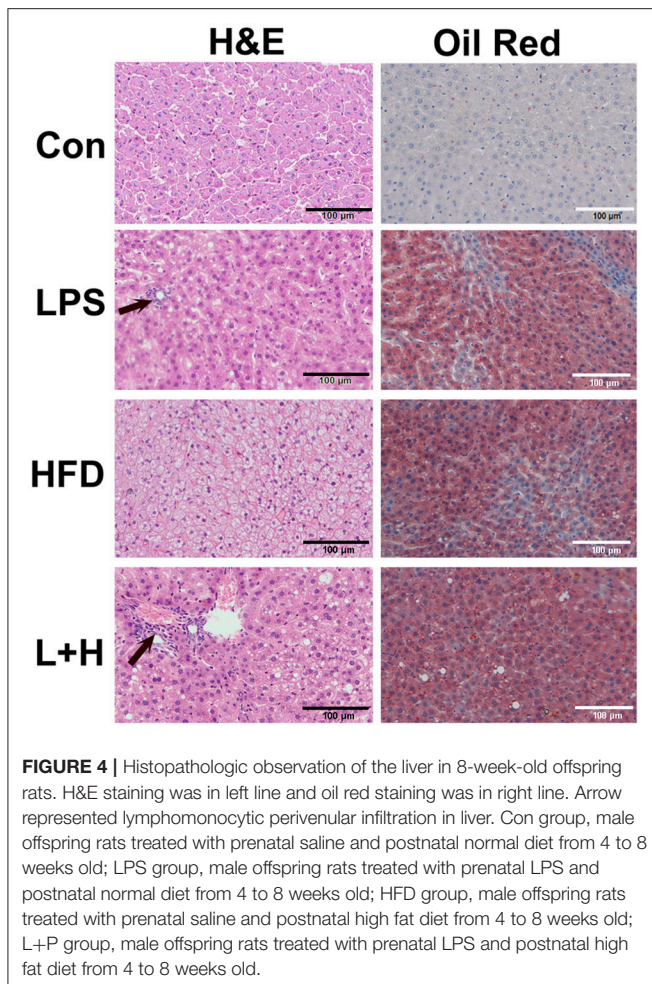 H&E Oil Red
Con
100 µm 100 µm
LPS
100 µm 100 µm
HFD
100 µm 100 µm
L+H
100 µm 100 µm
FIGURE 4 | Histopathologic observation of the liver in 8-week-old offspring
rats. H&E staining was in left line and oil red staining was in right line. Arrow
represented lymphomonocytic perivenular infiltration in liver. Con group, male
offspring rats treated with prenatal saline and postnatal normal diet from 4 to 8
weeks old; LPS group, male offspring rats treated with prenatal LPS and
postnatal normal diet from 4 to 8 weeks old; HFD group, male offspring rats
treated with prenatal saline and postnatal high fat diet from 4 to 8 weeks old;
L+P group, male offspring rats treated with prenatal LPS and postnatal high
fat diet from 4 to 8 weeks old.